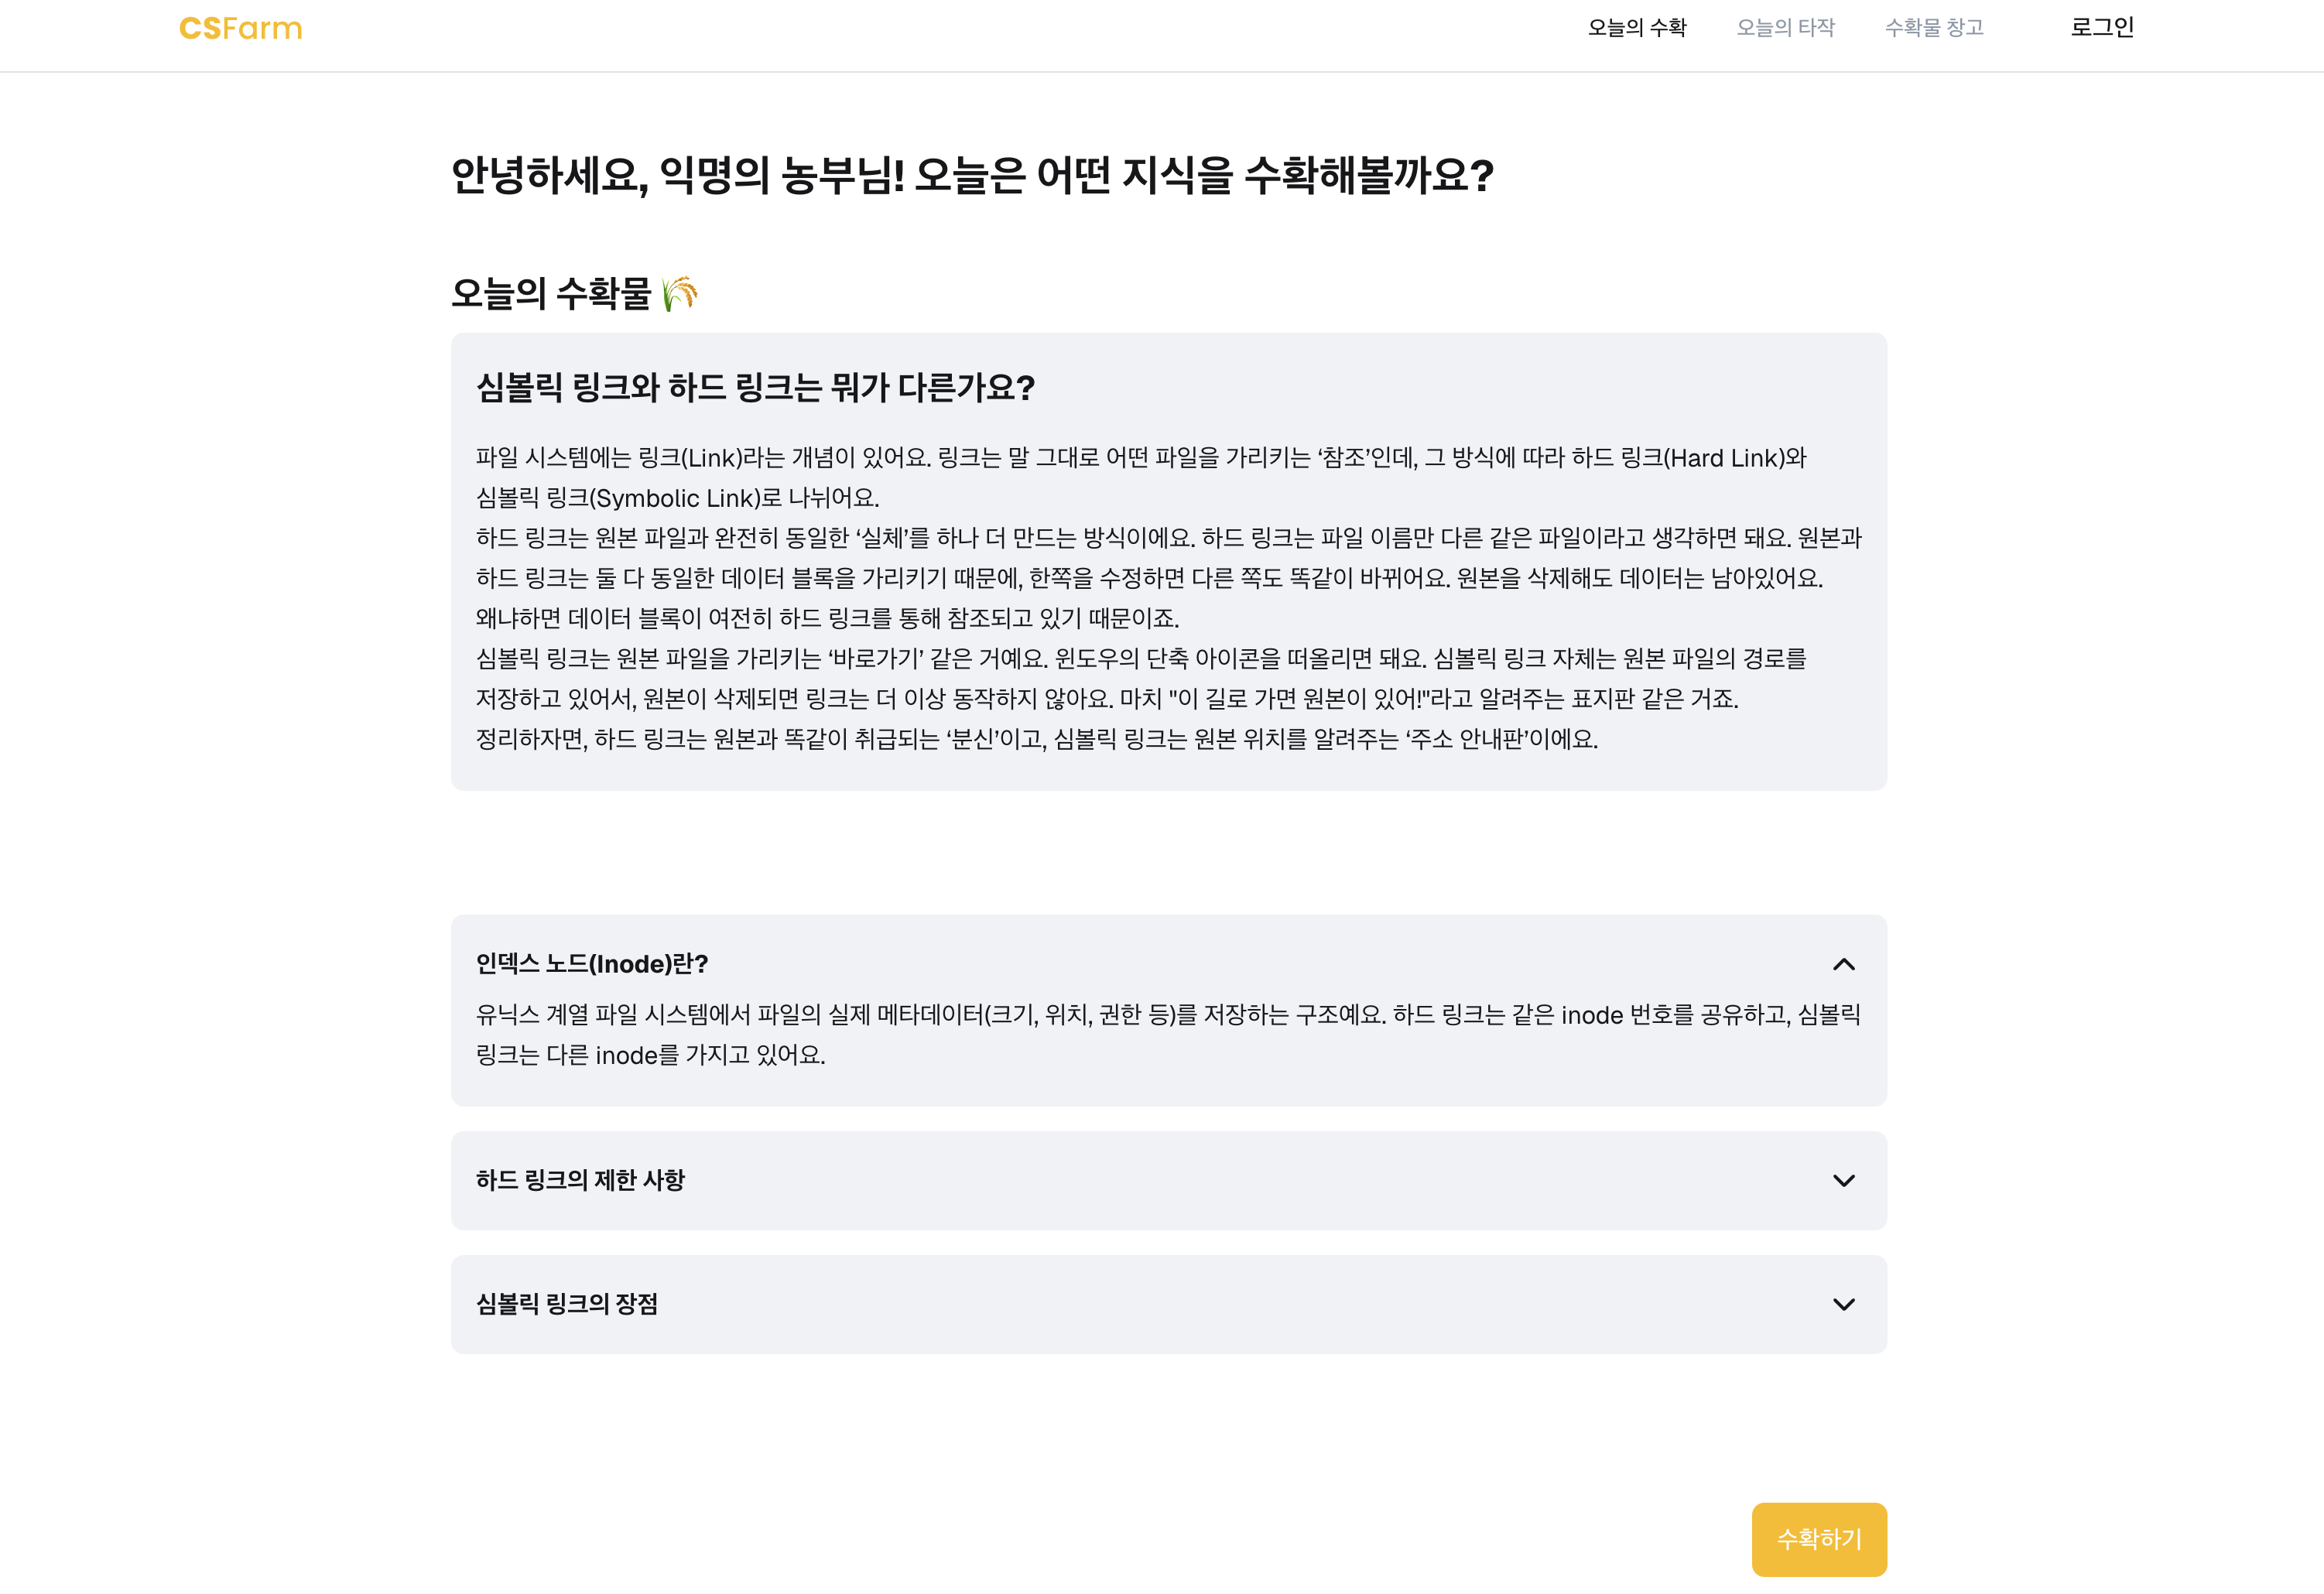 CSFarm
오늘의 수확
오늘의 타작
수확물 창고
로그인
안녕하세요, 익명의 농부님! 오늘은 어떤 지식을 수확해볼까요?
오늘의 수확물 🌾
심볼릭 링크와 하드 링크는 뭐가 다른가요?
파일 시스템에는 링크(Link)라는 개념이 있어요. 링크는 말 그대로 어떤 파일을 가리키는 ‘참조’인데, 그 방식에 따라 하드 링크(Hard Link)와
심볼릭 링크(Symbolic Link)로 나뉘어요.
하드 링크는 원본 파일과 완전히 동일한 ‘실체’를 하나 더 만드는 방식이에요. 하드 링크는 파일 이름만 다른 같은 파일이라고 생각하면 돼요. 원본과
하드 링크는 둘 다 동일한 데이터 블록을 가리키기 때문에, 한쪽을 수정하면 다른 쪽도 똑같이 바뀌어요. 원본을 삭제해도 데이터는 남아있어요.
왜냐하면 데이터 블록이 여전히 하드 링크를 통해 참조되고 있기 때문이죠.
심볼릭 링크는 원본 파일을 가리키는 ‘바로가기’ 같은 거예요. 윈도우의 단축 아이콘을 떠올리면 돼요. 심볼릭 링크 자체는 원본 파일의 경로를
저장하고 있어서, 원본이 삭제되면 링크는 더 이상 동작하지 않아요. 마치 "이 길로 가면 원본이 있어!"라고 알려주는 표지판 같은 거죠.
정리하자면, 하드 링크는 원본과 똑같이 취급되는 ‘분신’이고, 심볼릭 링크는 원본 위치를 알려주는 ‘주소 안내판’이에요.
인덱스 노드(Inode)란?
유닉스 계열 파일 시스템에서 파일의 실제 메타데이터(크기, 위치, 권한 등)를 저장하는 구조예요. 하드 링크는 같은 inode 번호를 공유하고, 심볼릭
링크는 다른 inode를 가지고 있어요.
하드 링크의 제한 사항
심볼릭 링크의 장점
수확하기